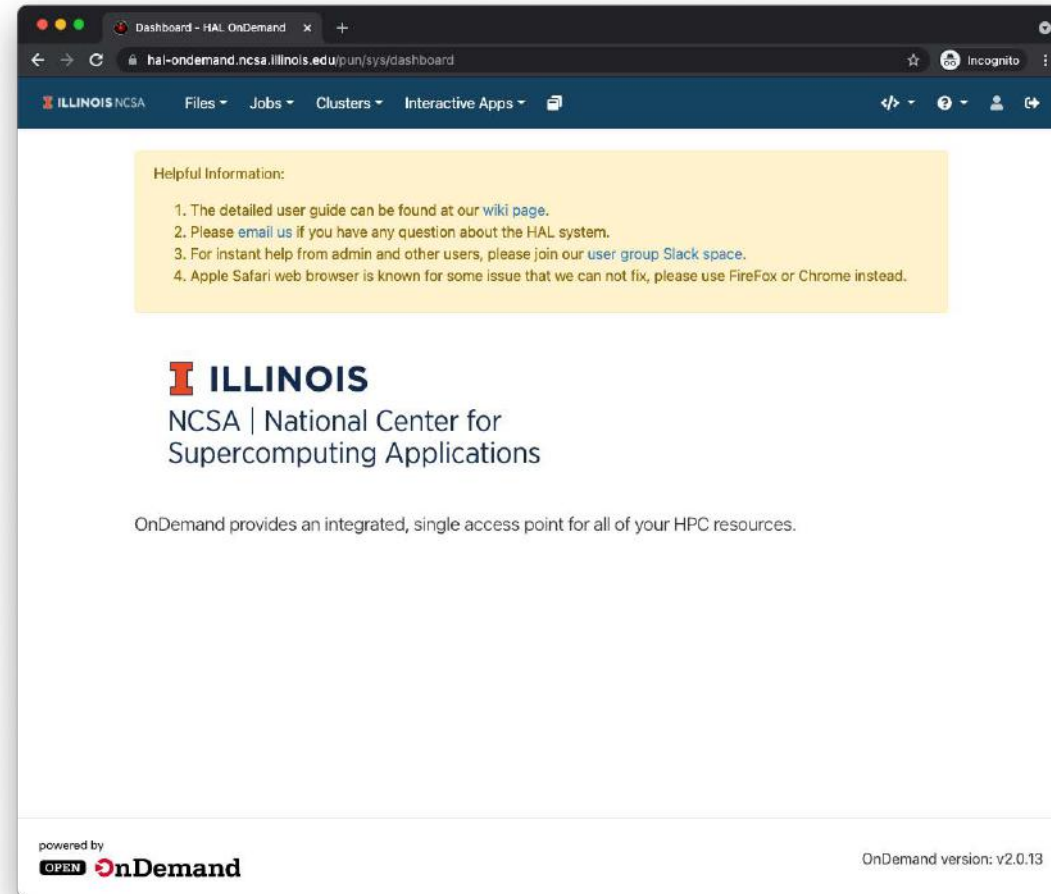 Dashboard - HAL OnDemand
hal-ondemand.ncsa.illinois.edu/pun/sys/dashboard
Incognito
I ILLINOIS NCSA Files Jobs Clusters Interactive Apps </>
Helpful Information:
1. The detailed user guide can be found at our wiki page.
2. Please email us if you have any question about the HAL system.
3. For instant help from admin and other users, please join our user group Slack space.
4. Apple Safari web browser is known for some issue that we can not fix, please use FireFox or Chrome instead.
I ILLINOIS
NCSA | National Center for
Supercomputing Applications
OnDemand provides an integrated, single access point for all of your HPC resources.
powered by
OPEN OnDemand
OnDemand version: v2.0.13